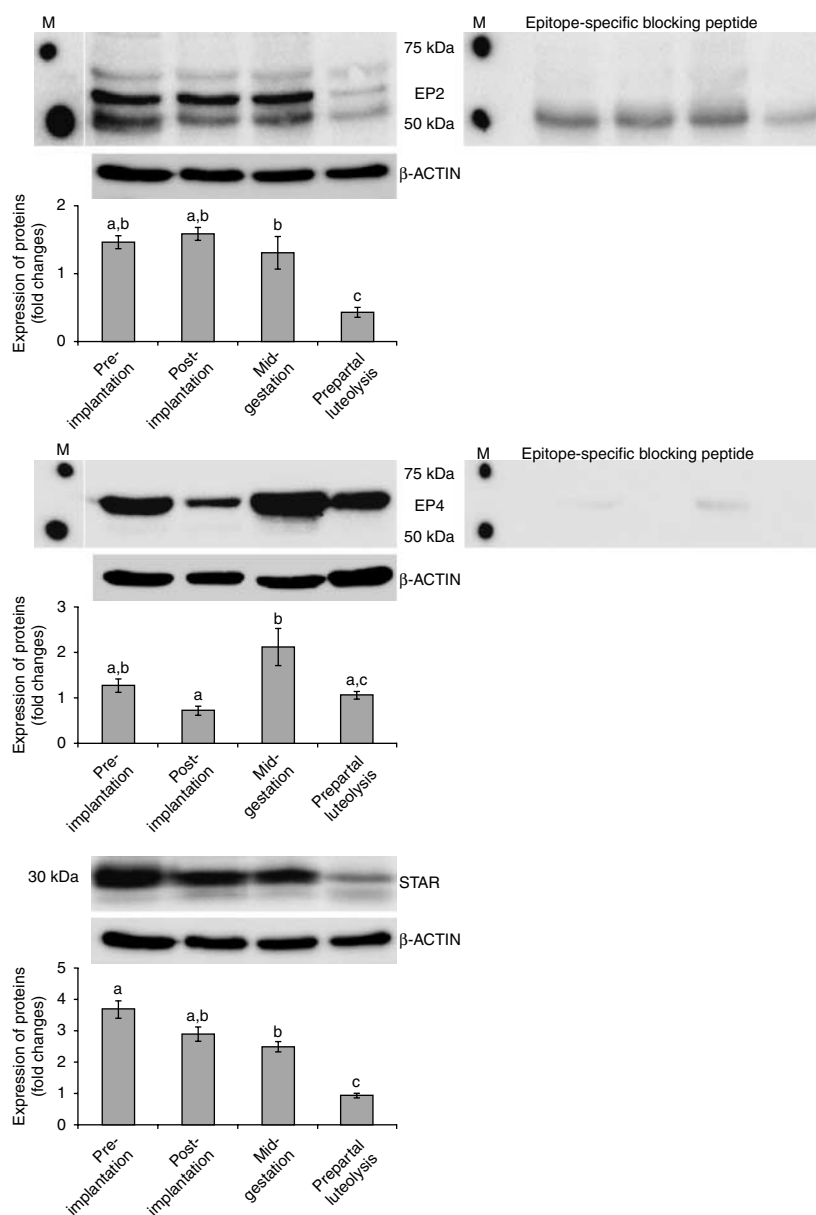 M
Epitope-specific blocking peptide
75 kDa
EP2
50 kDa
β-ACTIN
Expression of proteins
(fold changes)
2
1
0
a,b
a,b
b
c
Pre-
implantation
Post-
implantation
Mid-
gestation
Prepartal
luteolysis
M
M
Epitope-specific blocking peptide
75 kDa
EP4
50 kDa
β-ACTIN
Expression of proteins
(fold changes)
3
2
1
0
a,b
a
b
a,c
Pre-
implantation
Post-
implantation
Mid-
gestation
Prepartal
luteolysis
M
30 kDa
STAR
β-ACTIN
Expression of proteins
(fold changes)
5
4
3
2
1
0
a
a,b
b
c
Pre-
implantation
Post-
implantation
Mid-
gestation
Prepartal
luteolysis